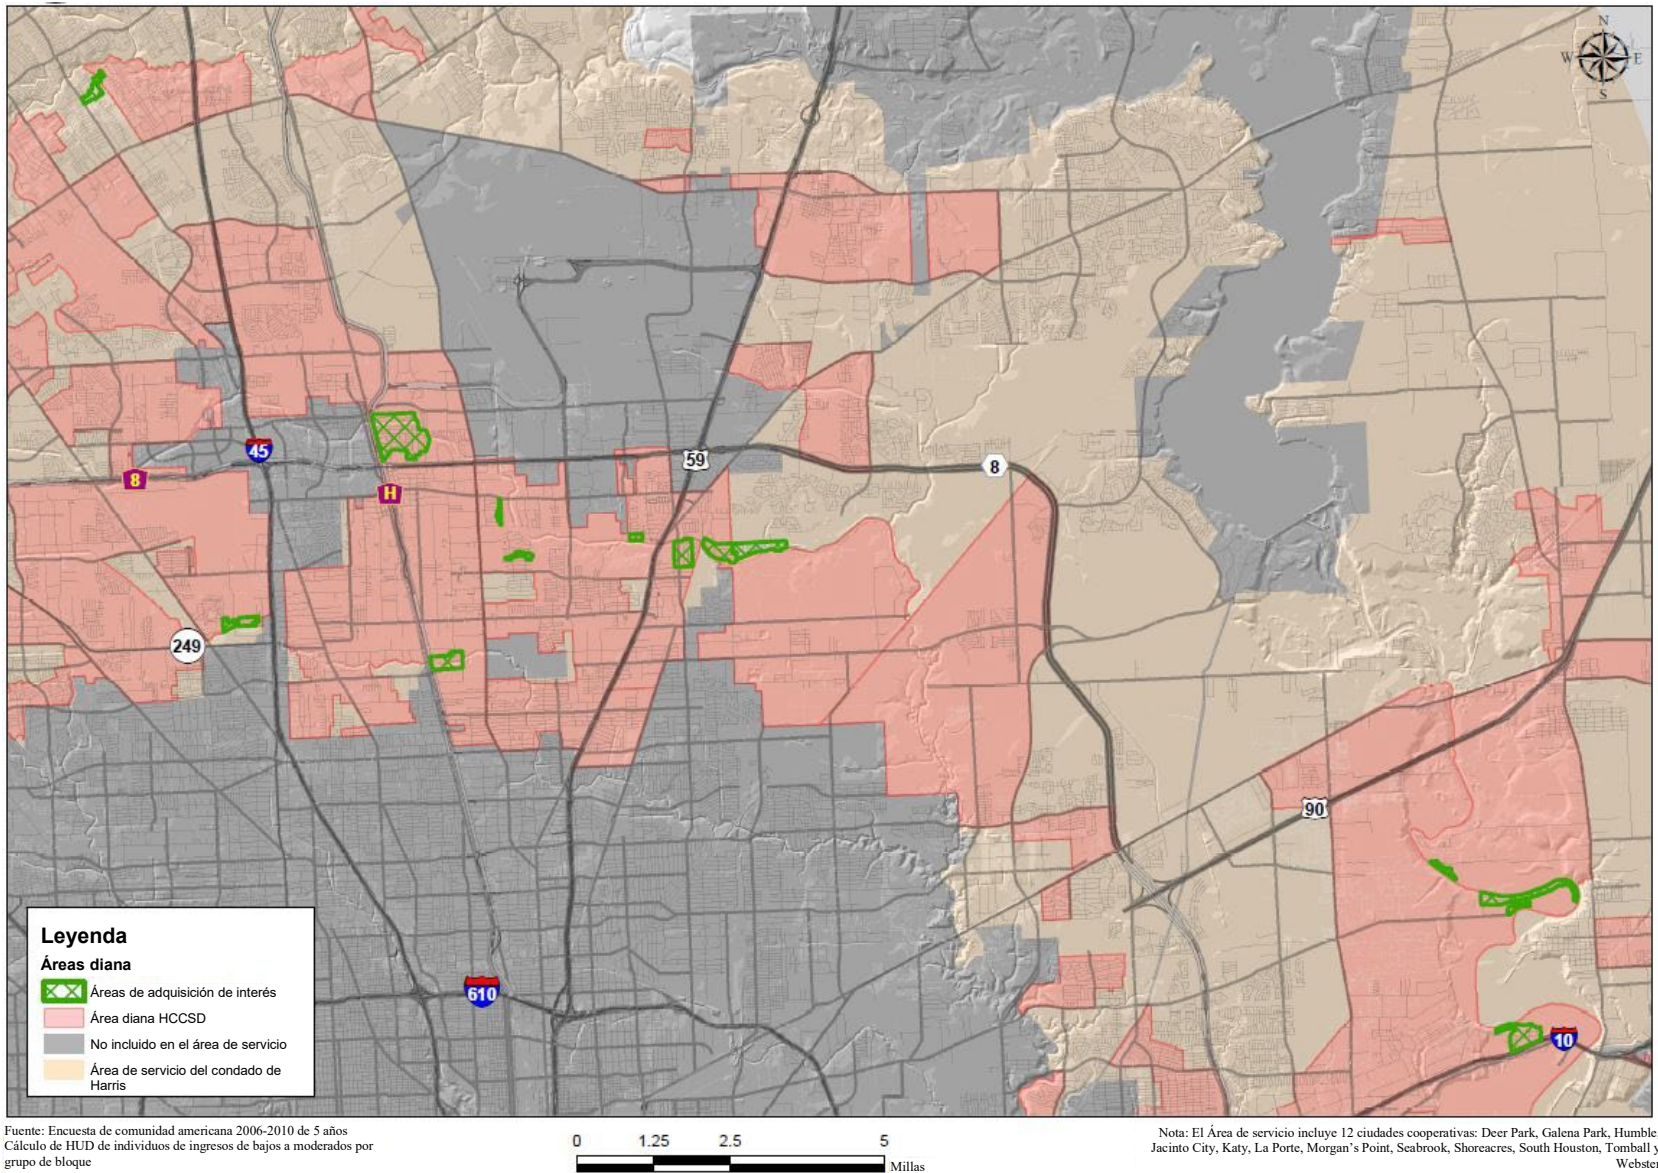 N
W E
S
45
59
8
8
H
249
90
610
10
Leyenda
Áreas diana
Áreas de adquisición de interés
Área diana HCCSD
No incluido en el área de servicio
Área de servicio del condado de
Harris
Fuente: Encuesta de comunidad americana 2006-2010 de 5 años
Cálculo de HUD de individuos de ingresos de bajos a moderados por
grupo de bloque
0 1.25 2.5 5
Millas
Nota: El Área de servicio incluye 12 ciudades cooperativas: Deer Park, Galena Park, Humble,
Jacinto City, Katy, La Porte, Morgan's Point, Seabrook, Shoreacres, South Houston, Tomball y
Webster